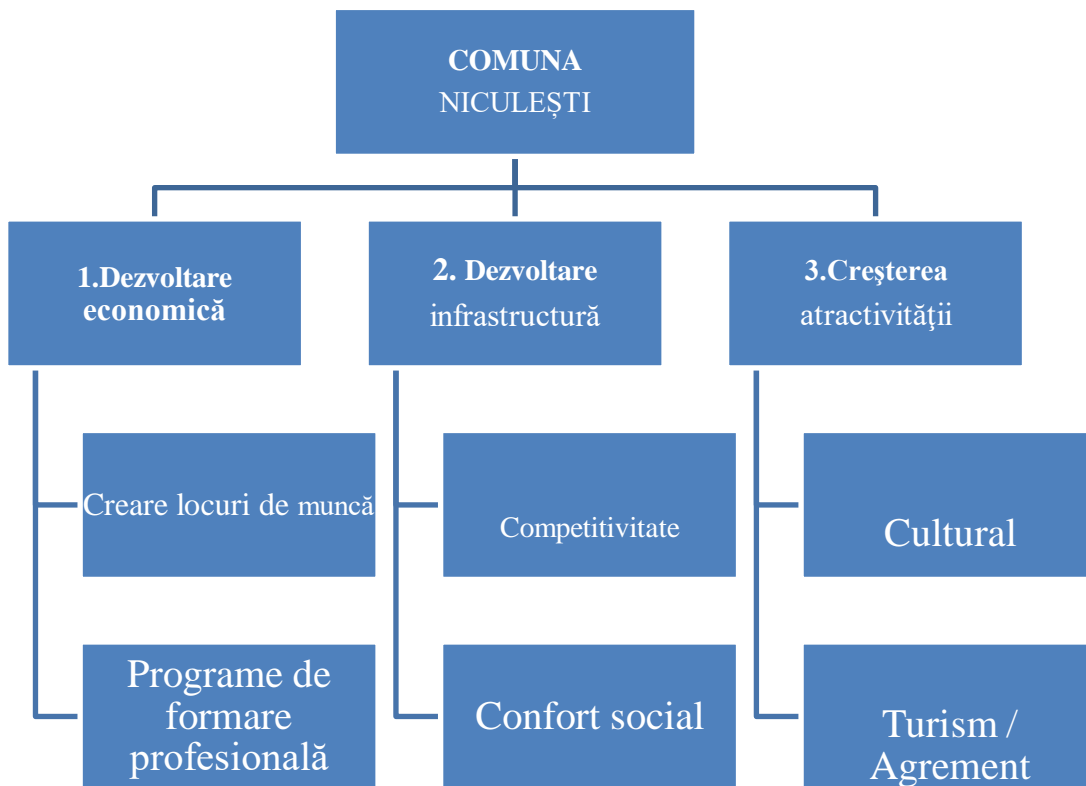 COMUNA
NICULEȘTI
1.Dezvoltare
economică
2. Dezvoltare
infrastructură
3.Creşterea
atractivităţii
Creare locuri de muncă
Competitivitate
Cultural
Programe de
formare
profesională
Confort social
Turism /
Agrement